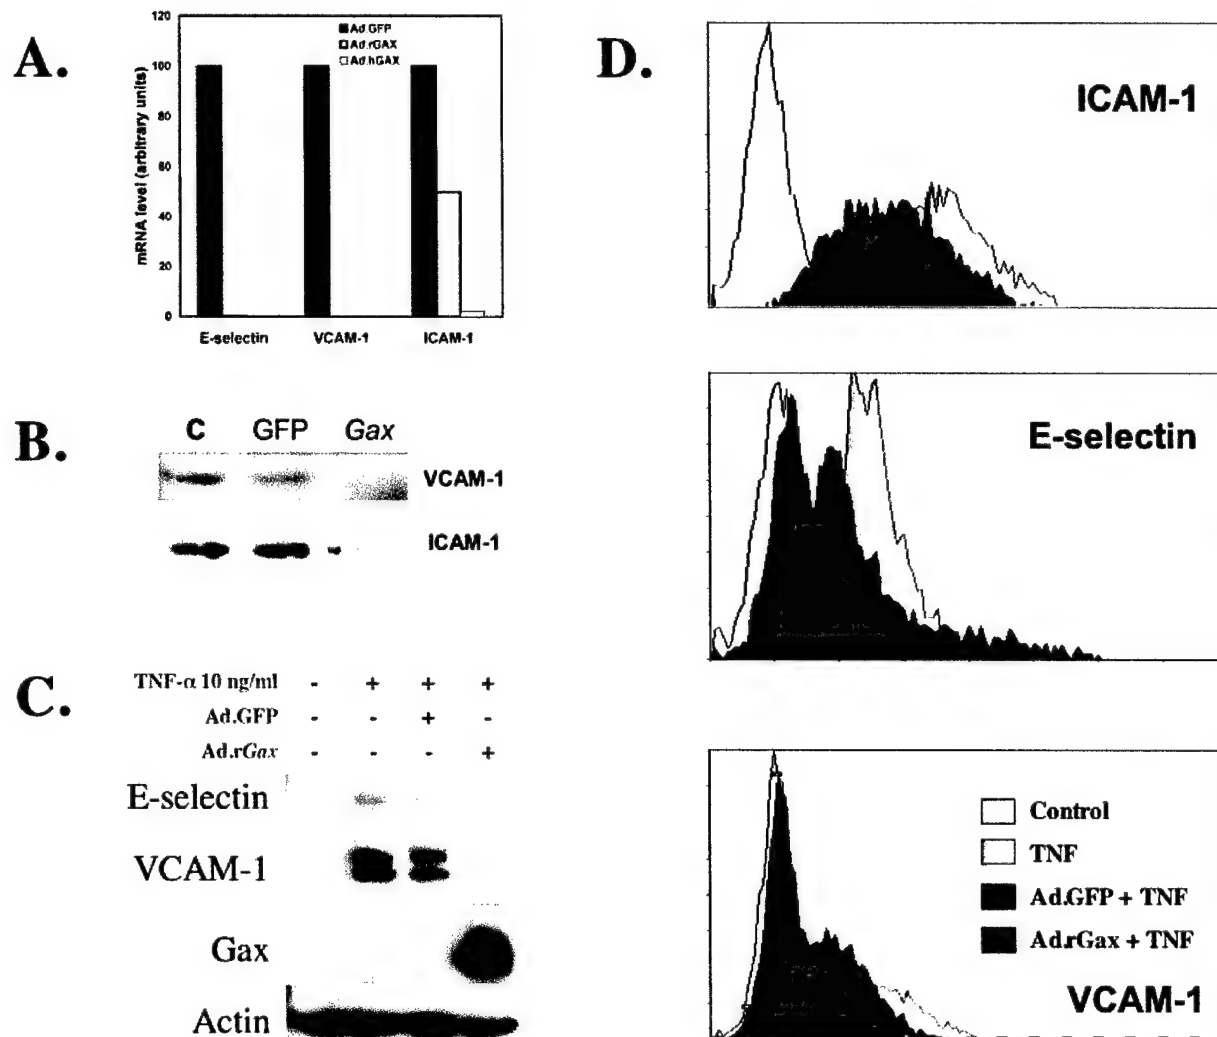 A.
120
100
80
60
40
20
0
mRNA level (arbitrary units)
Ad.GFP
Ad.rGAX
Ad.hGAX
E-selectin VCAM-1 ICAM-1
B.
C GFP Gax
VCAM-1
ICAM-1
C.
TNF-α 10 ng/ml - + + +
Ad.GFP - - + -
Ad.rGax - - - +
E-selectin
VCAM-1
Gax
Actin
D.
ICAM-1
E-selectin
Control
TNF
Ad.GFP + TNF
Ad.rGax + TNF
VCAM-1